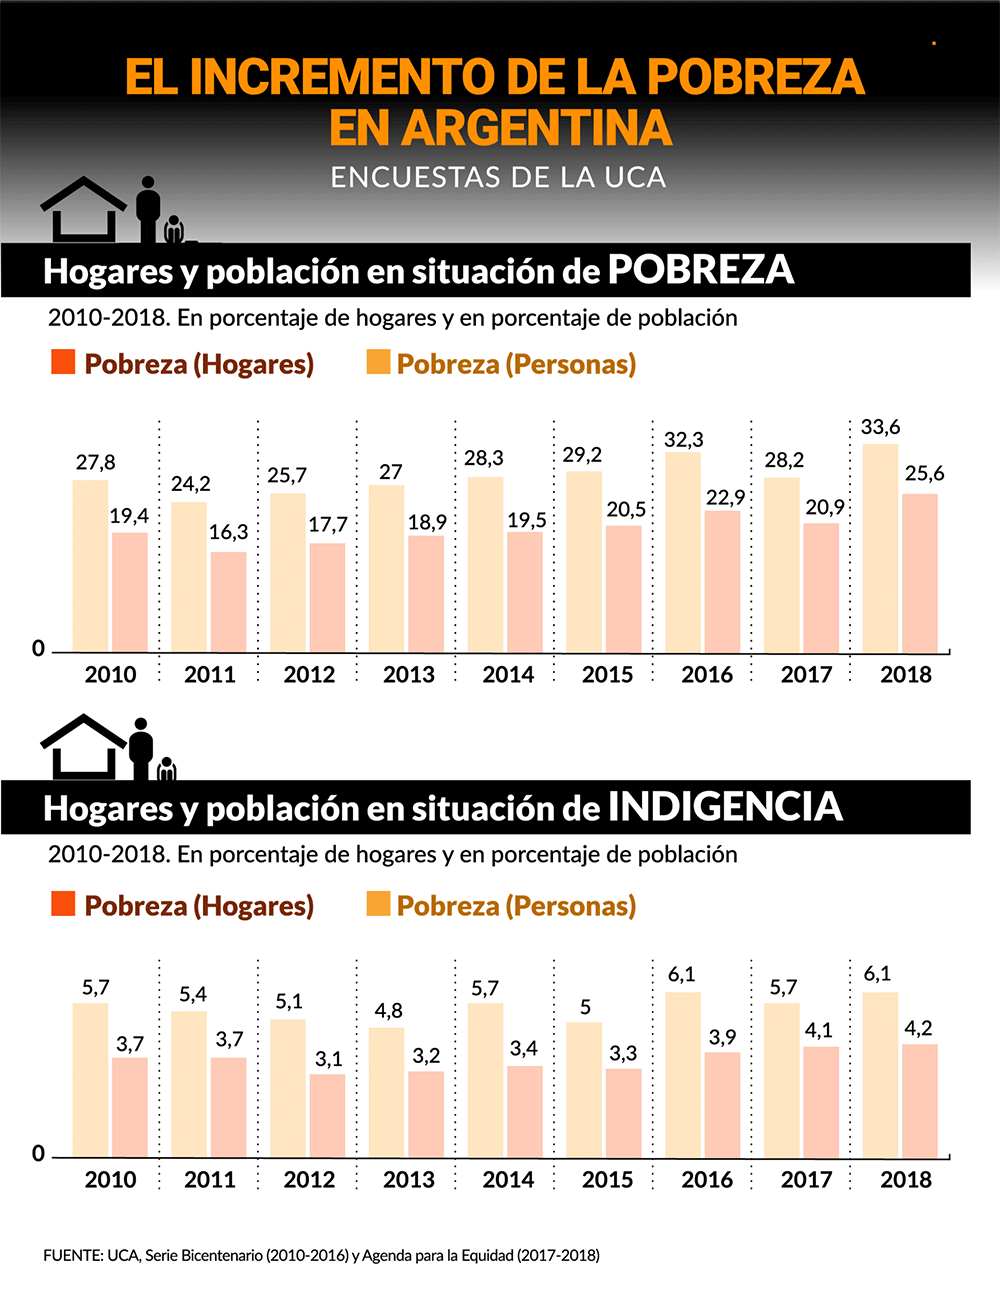 EL INCREMENTO DE LA POBREZA
EN ARGENTINA
ENCUESTAS DE LA UCA
Hogares y población en situación de POBREZA
2010-2018. En porcentaje de hogares y en porcentaje de población
Pobreza (Hogares) Pobreza (Personas)
27,8 19,4 24,2 16,3 25,7 17,7 27 18,9 28,3 19,5 29,2 20,5 32,3 22,9 28,2 20,9 33,6 25,6
0
2010 2011 2012 2013 2014 2015 2016 2017 2018
Hogares y población en situación de INDIGENCIA
2010-2018. En porcentaje de hogares y en porcentaje de población
Pobreza (Hogares) Pobreza (Personas)
5,7 3,7 5,4 3,7 5,1 3,1 4,8 3,2 5,7 3,4 5 3,3 6,1 3,9 5,7 4,1 6,1 4,2
0
2010 2011 2012 2013 2014 2015 2016 2017 2018
FUENTE: UCA, Serie Bicentenario (2010-2016) y Agenda para la Equidad (2017-2018)